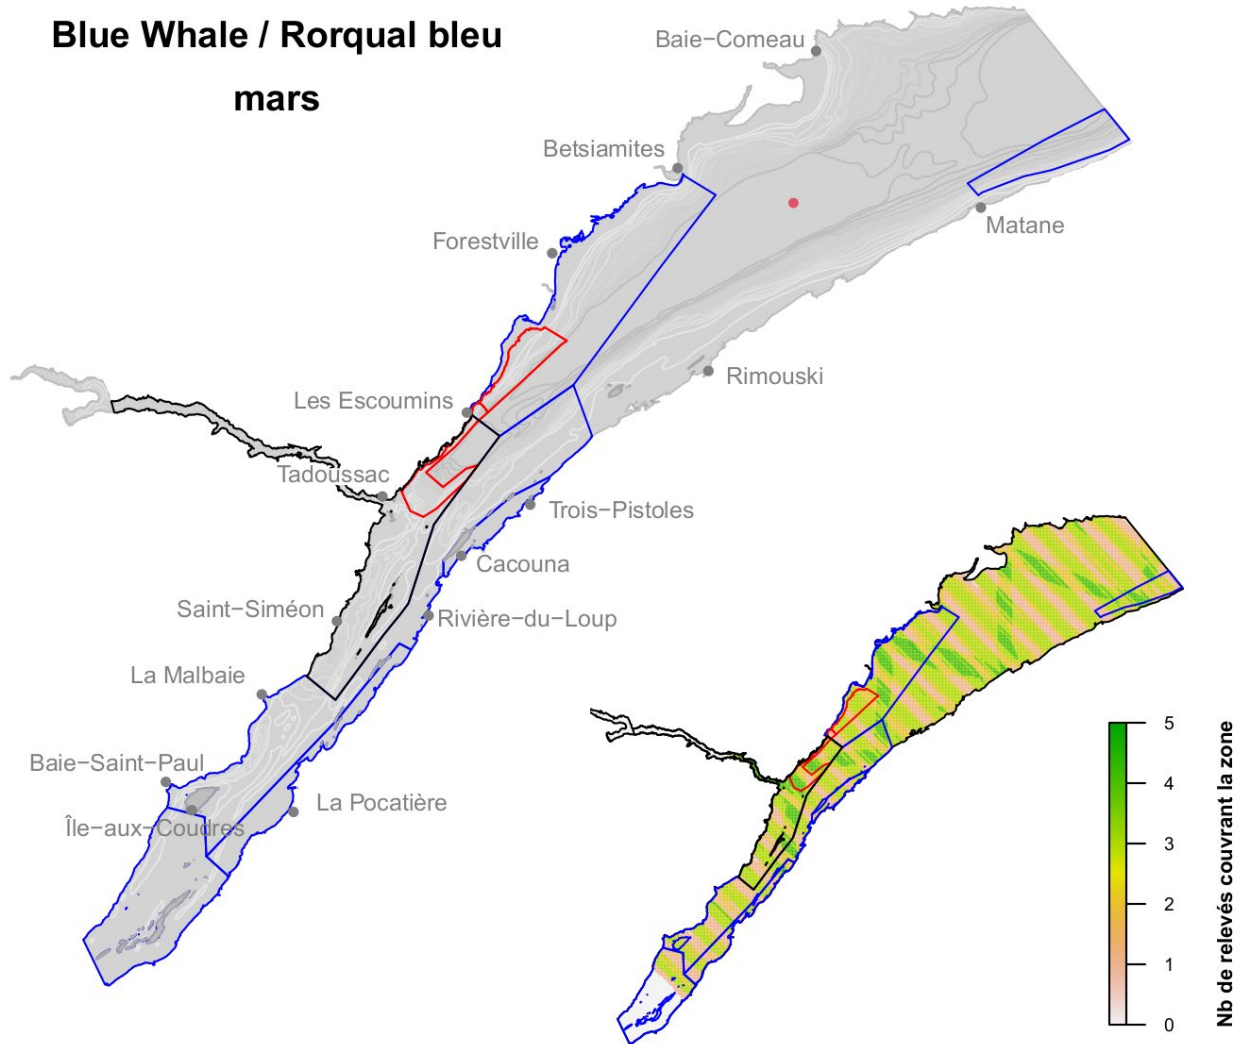 Blue Whale / Rorqual bleu
mars
Baie−Comeau
Betsiamites
Matane
Forestville
Rimouski
Les Escoumins
Tadoussac
Trois−Pistoles
Cacouna
Saint−Siméon
Rivière−du−Loup
La Malbaie
Baie−Saint−Paul
La Pocatière
Île−aux−Coudres
5
4
3
2
1
0
Nb de relevés couvrant la zone